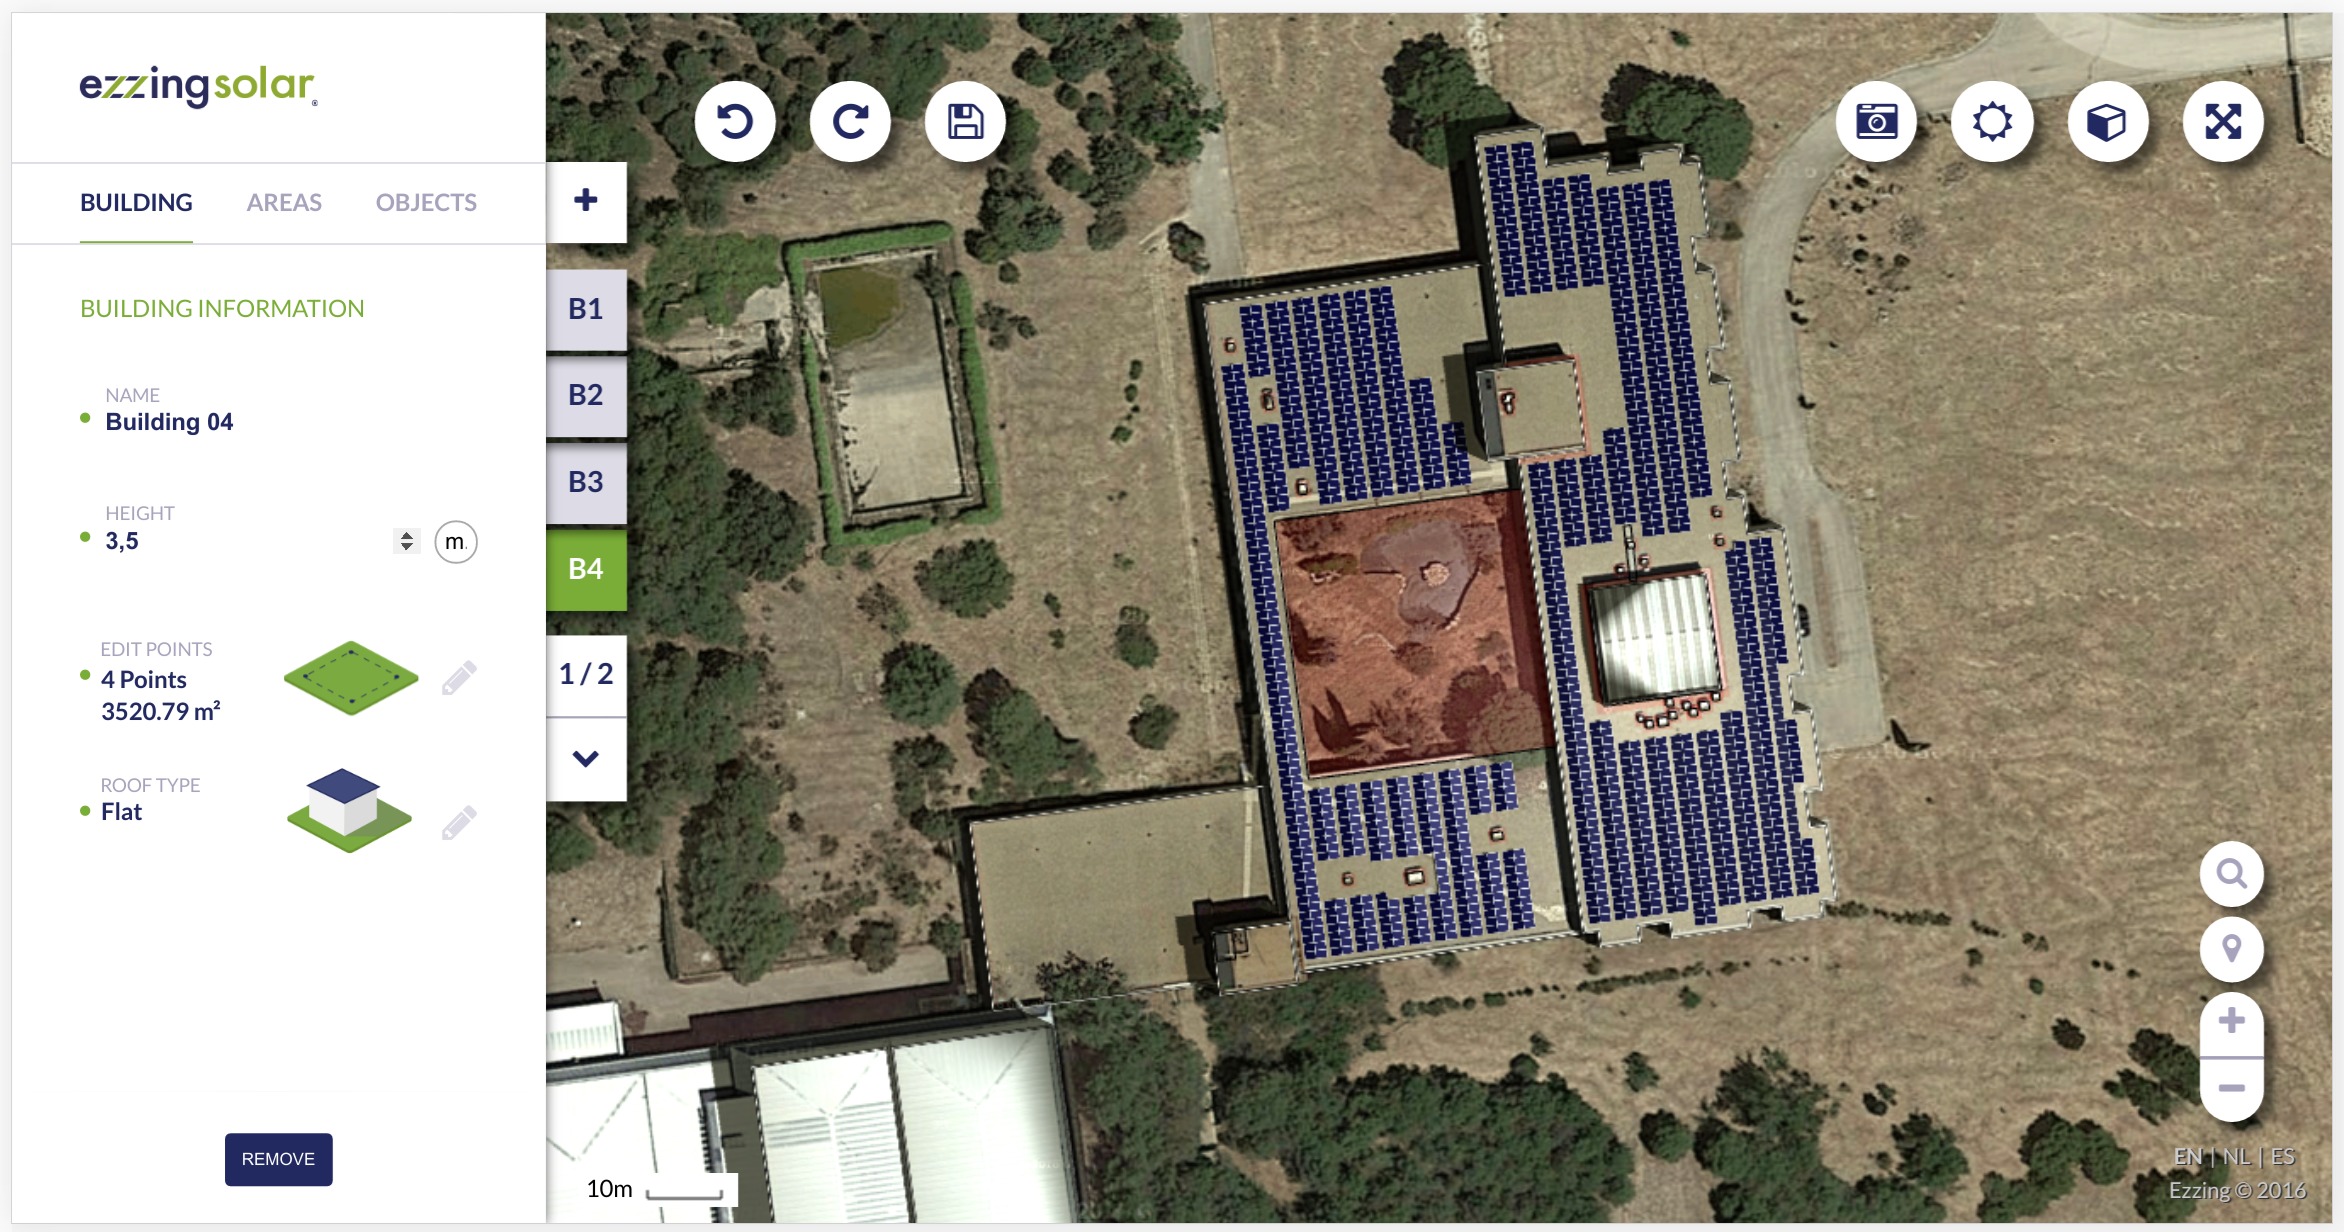 ezzingsolar®
BUILDING AREAS OBJECTS
BUILDING INFORMATION
NAME
Building 04
HEIGHT
3,5 m.
EDIT POINTS
4 Points
3520.79 m²
ROOF TYPE
Flat
REMOVE
+
B1
B2
B3
B4
1 / 2
10m
+
−
EN | NL | ES
Ezzing © 2016